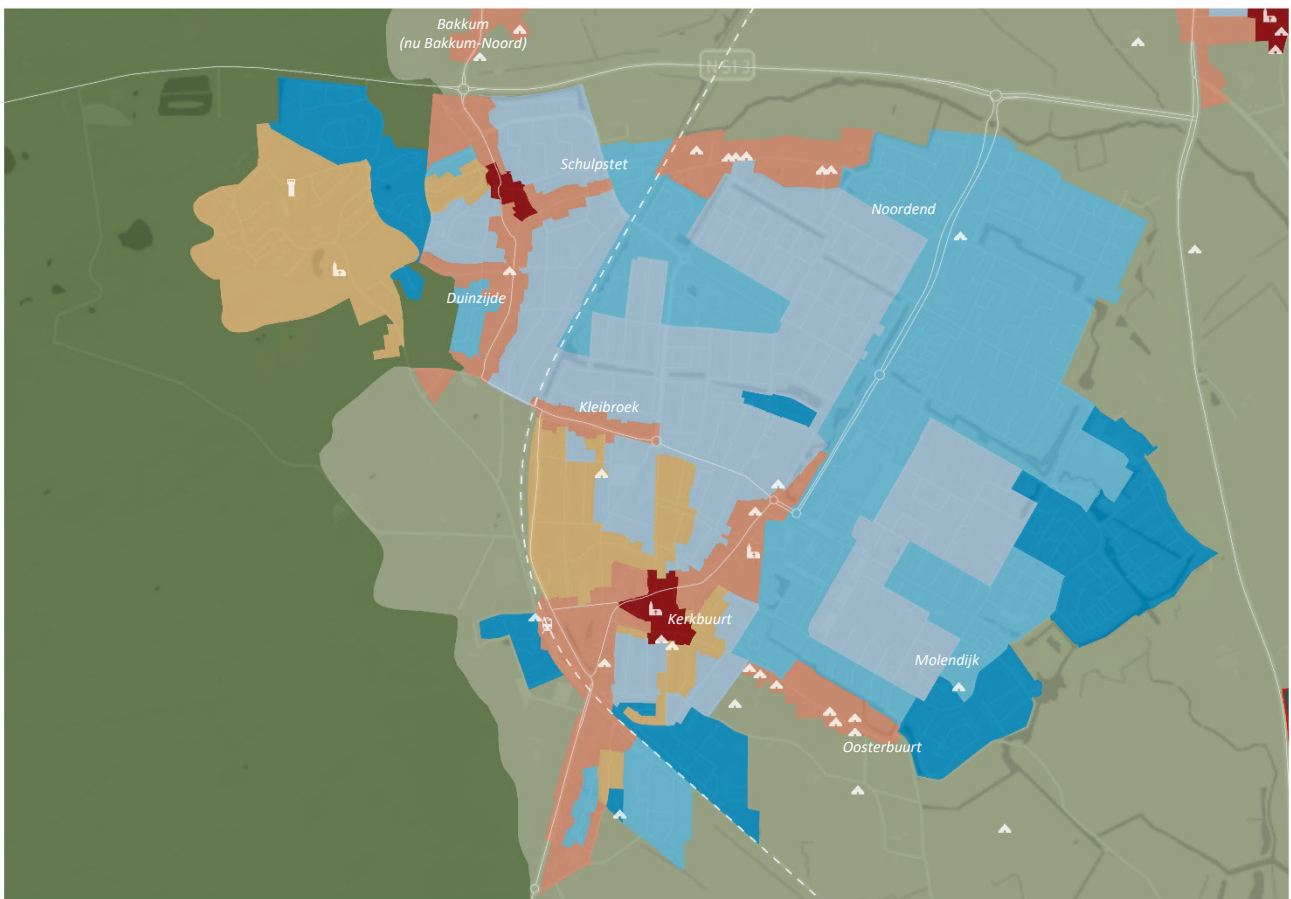 Bakkum
(nu Bakkum-Noord)
N513
Schulpstet
Noordend
Duinzijde
Kleibroek
Kerkbuurt
Molendijk
Oosterbuurt